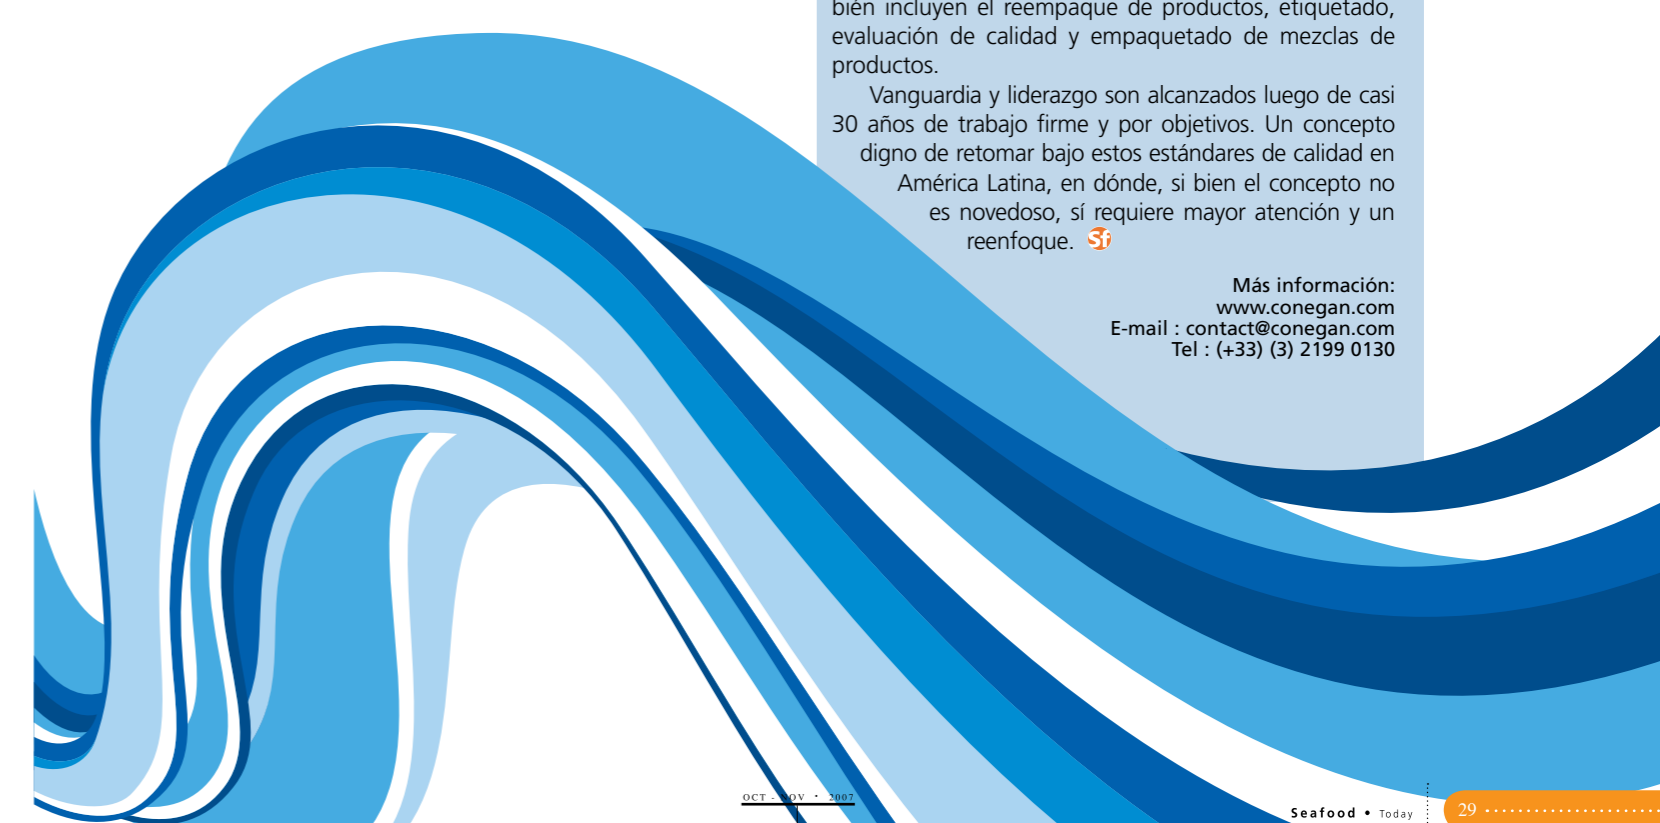 bién incluyen el reempaque de productos, etiquetado,
evaluación de calidad y empaquetado de mezclas de
productos.
Vanguardia y liderazgo son alcanzados luego de casi
30 años de trabajo firme y por objetivos. Un concepto
digno de retomar bajo estos estándares de calidad en
América Latina, en dónde, si bien el concepto no
es novedoso, sí requiere mayor atención y un
reenfoque. Sf
Más información:
www.conegan.com
E-mail : contact@conegan.com
Tel : (+33) (3) 2199 0130
OCT - NOV • 2007
Seafood • Today
29